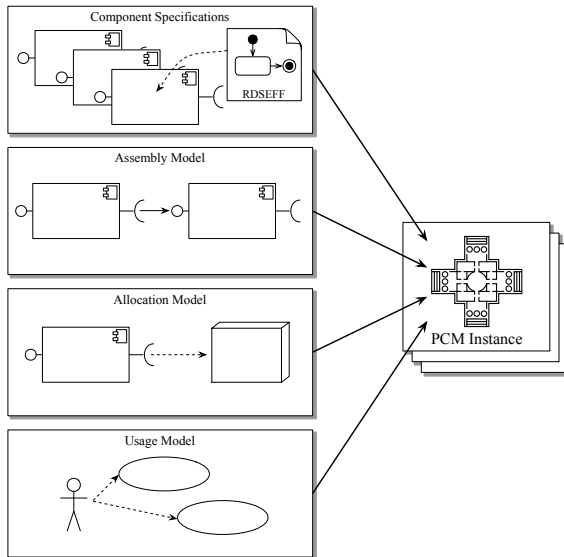 Component Specifications
RDSEFF
Assembly Model
Allocation Model
PCM Instance
Usage Model